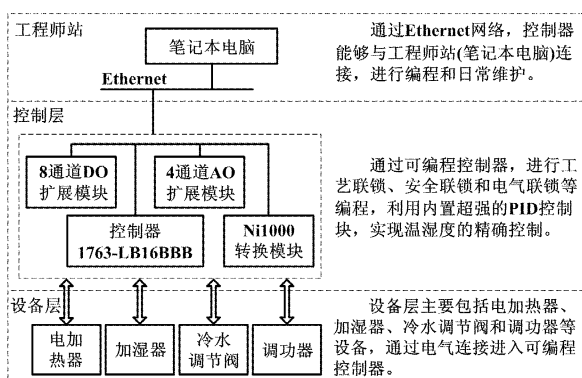 工程师站
笔记本电脑
Ethernet
通过Ethernet网络，控制器
能够与工程师站(笔记本电脑)连
接，进行编程和日常维护。
控制层
8通道DO
扩展模块
4通道AO
扩展模块
控制器
1763-LB16BBB
Ni1000
转换模块
通过可编程控制器，进行工
艺联锁、安全联锁和电气联锁等
编程，利用内置超强的PID控制
块，实现温湿度的精确控制。
设备层
电加
热器
加湿器
冷水
调节阀
调功器
设备层主要包括电加热器、
加湿器、冷水调节阀和调功器等
设备，通过电气连接进入可编程
控制器。